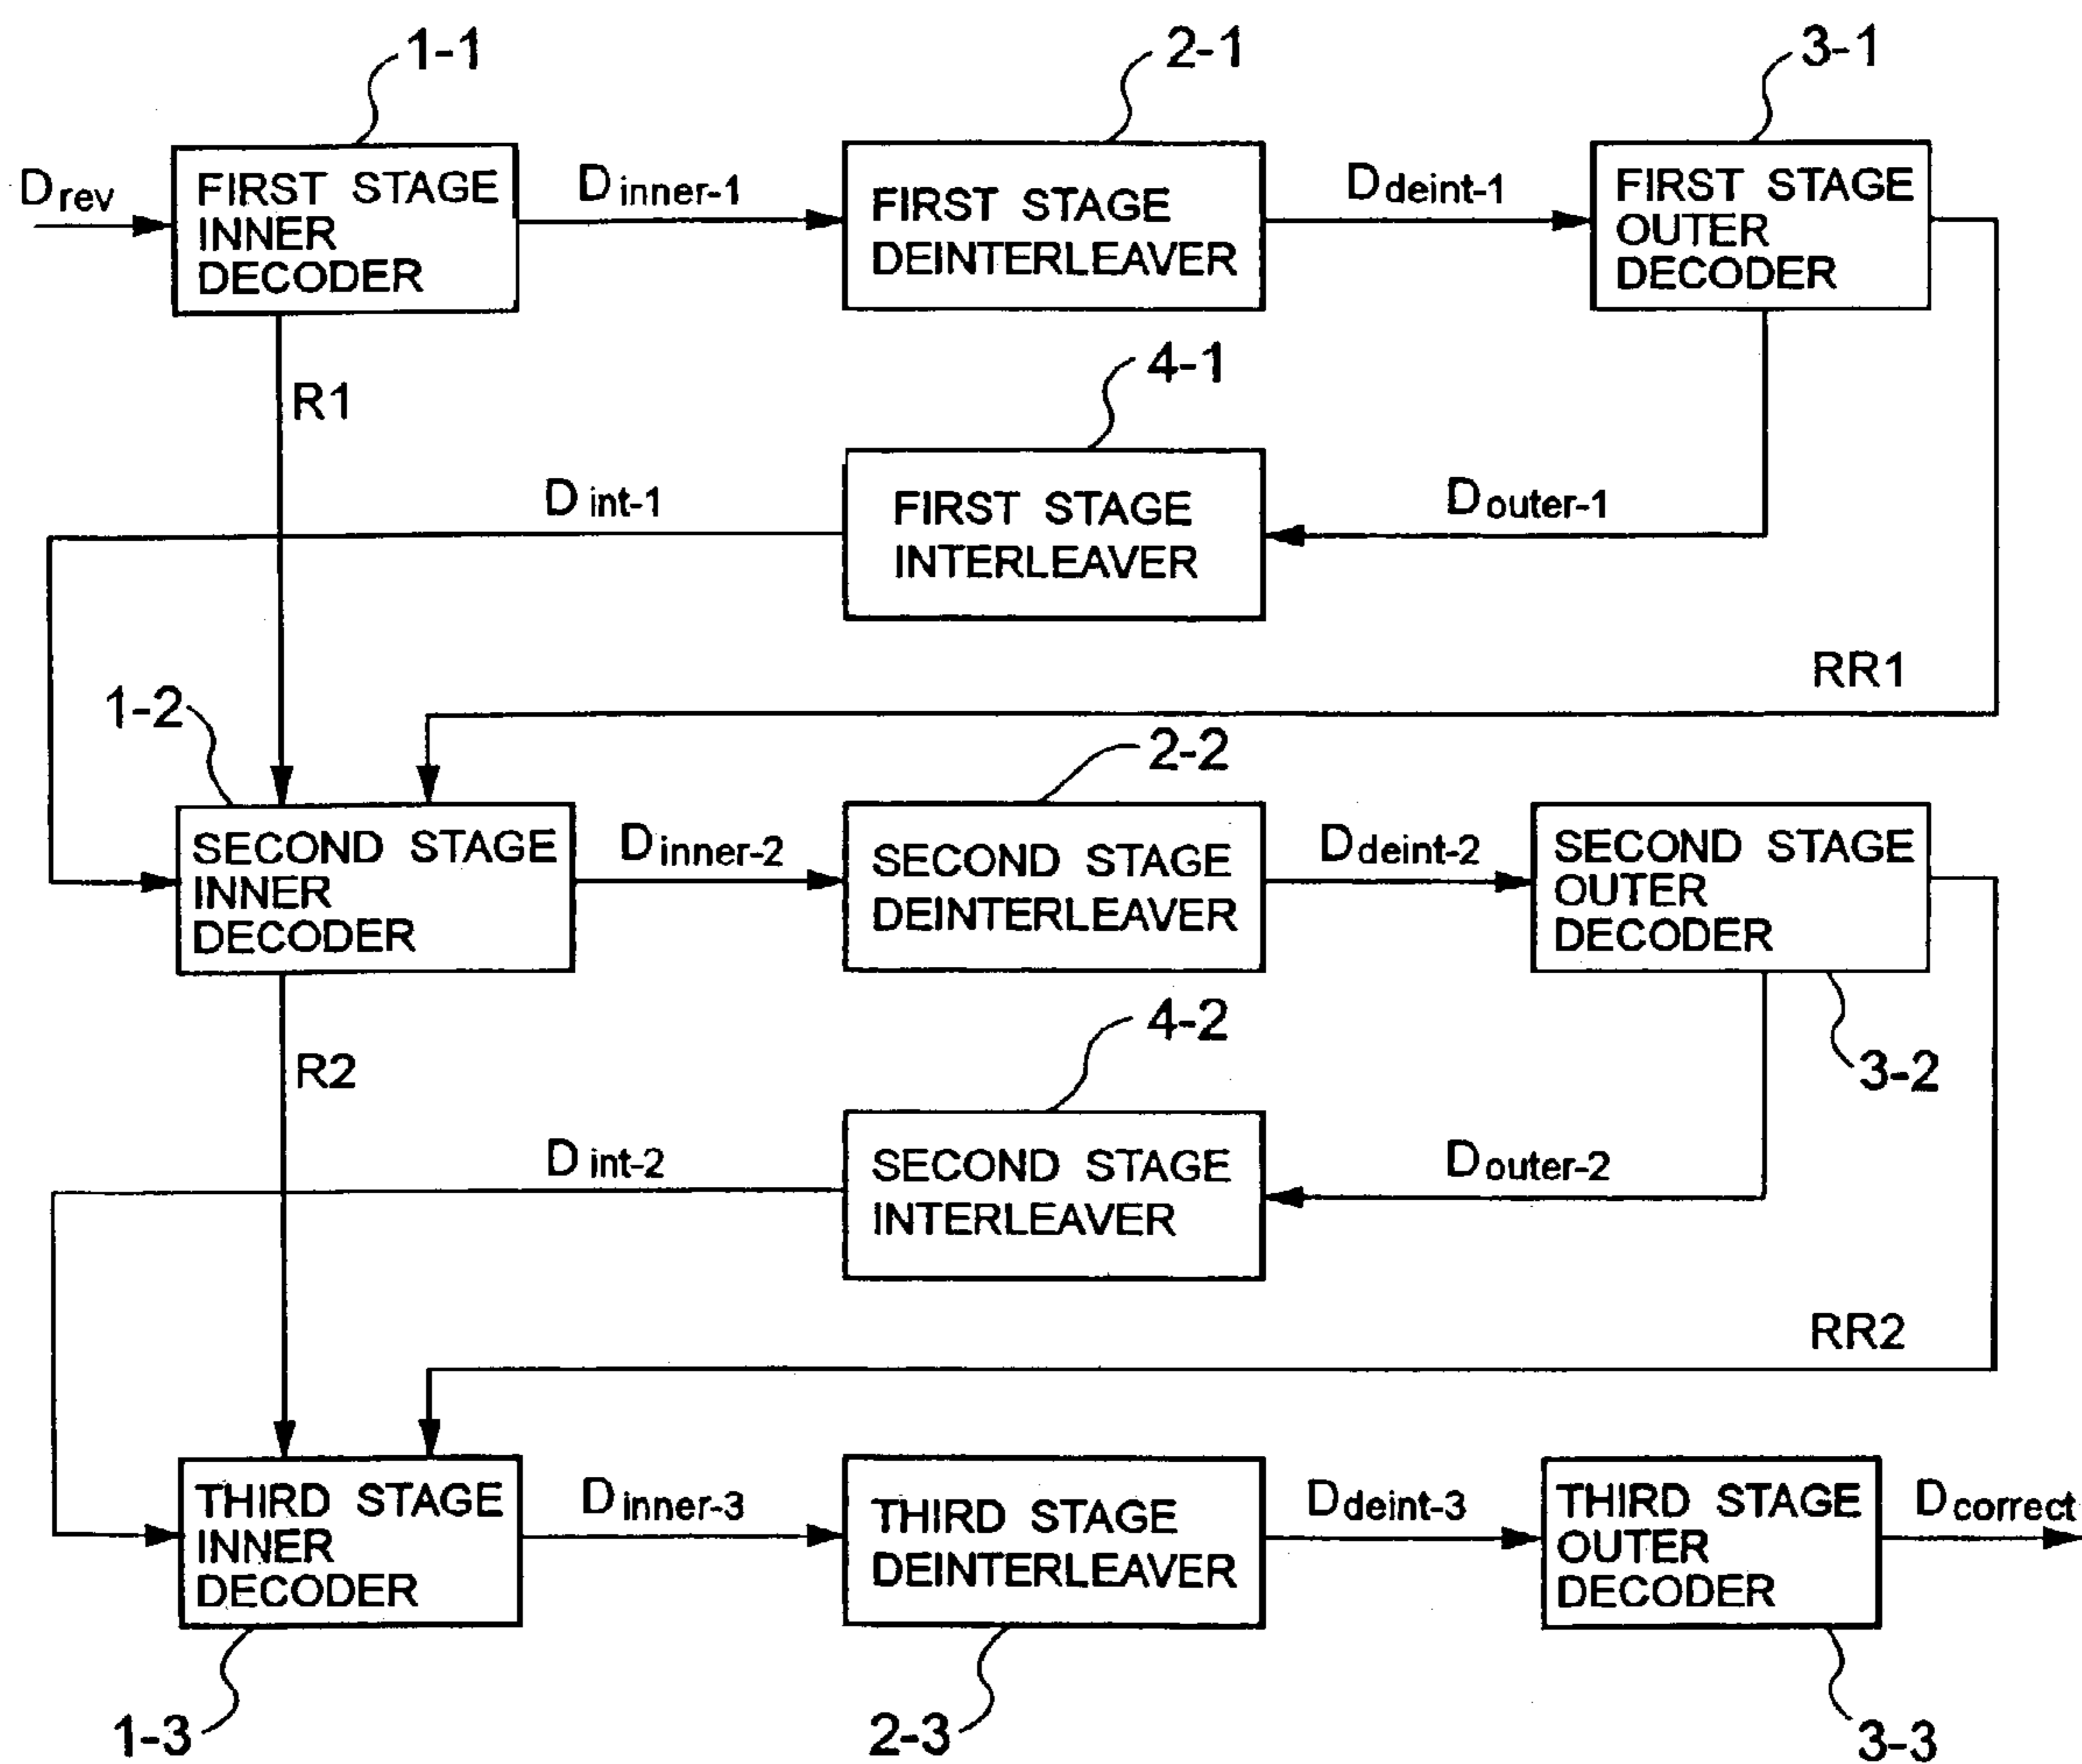 1-1
2-1
3-1
Drev
FIRST STAGE
INNER
DECODER
Dinner-1
FIRST STAGE
DEINTERLEAVER
Ddeint-1
FIRST STAGE
OUTER
DECODER
R1
4-1
Dint-1
FIRST STAGE
INTERLEAVER
Douter-1
RR1
1-2
2-2
SECOND STAGE
INNER
DECODER
Dinner-2
SECOND STAGE
DEINTERLEAVER
Ddeint-2
SECOND STAGE
OUTER
DECODER
R2
4-2
3-2
Dint-2
SECOND STAGE
INTERLEAVER
Douter-2
RR2
THIRD STAGE
INNER
DECODER
Dinner-3
THIRD STAGE
DEINTERLEAVER
Ddeint-3
THIRD STAGE
OUTER
DECODER
Dcorrect
1-3
2-3
3-3